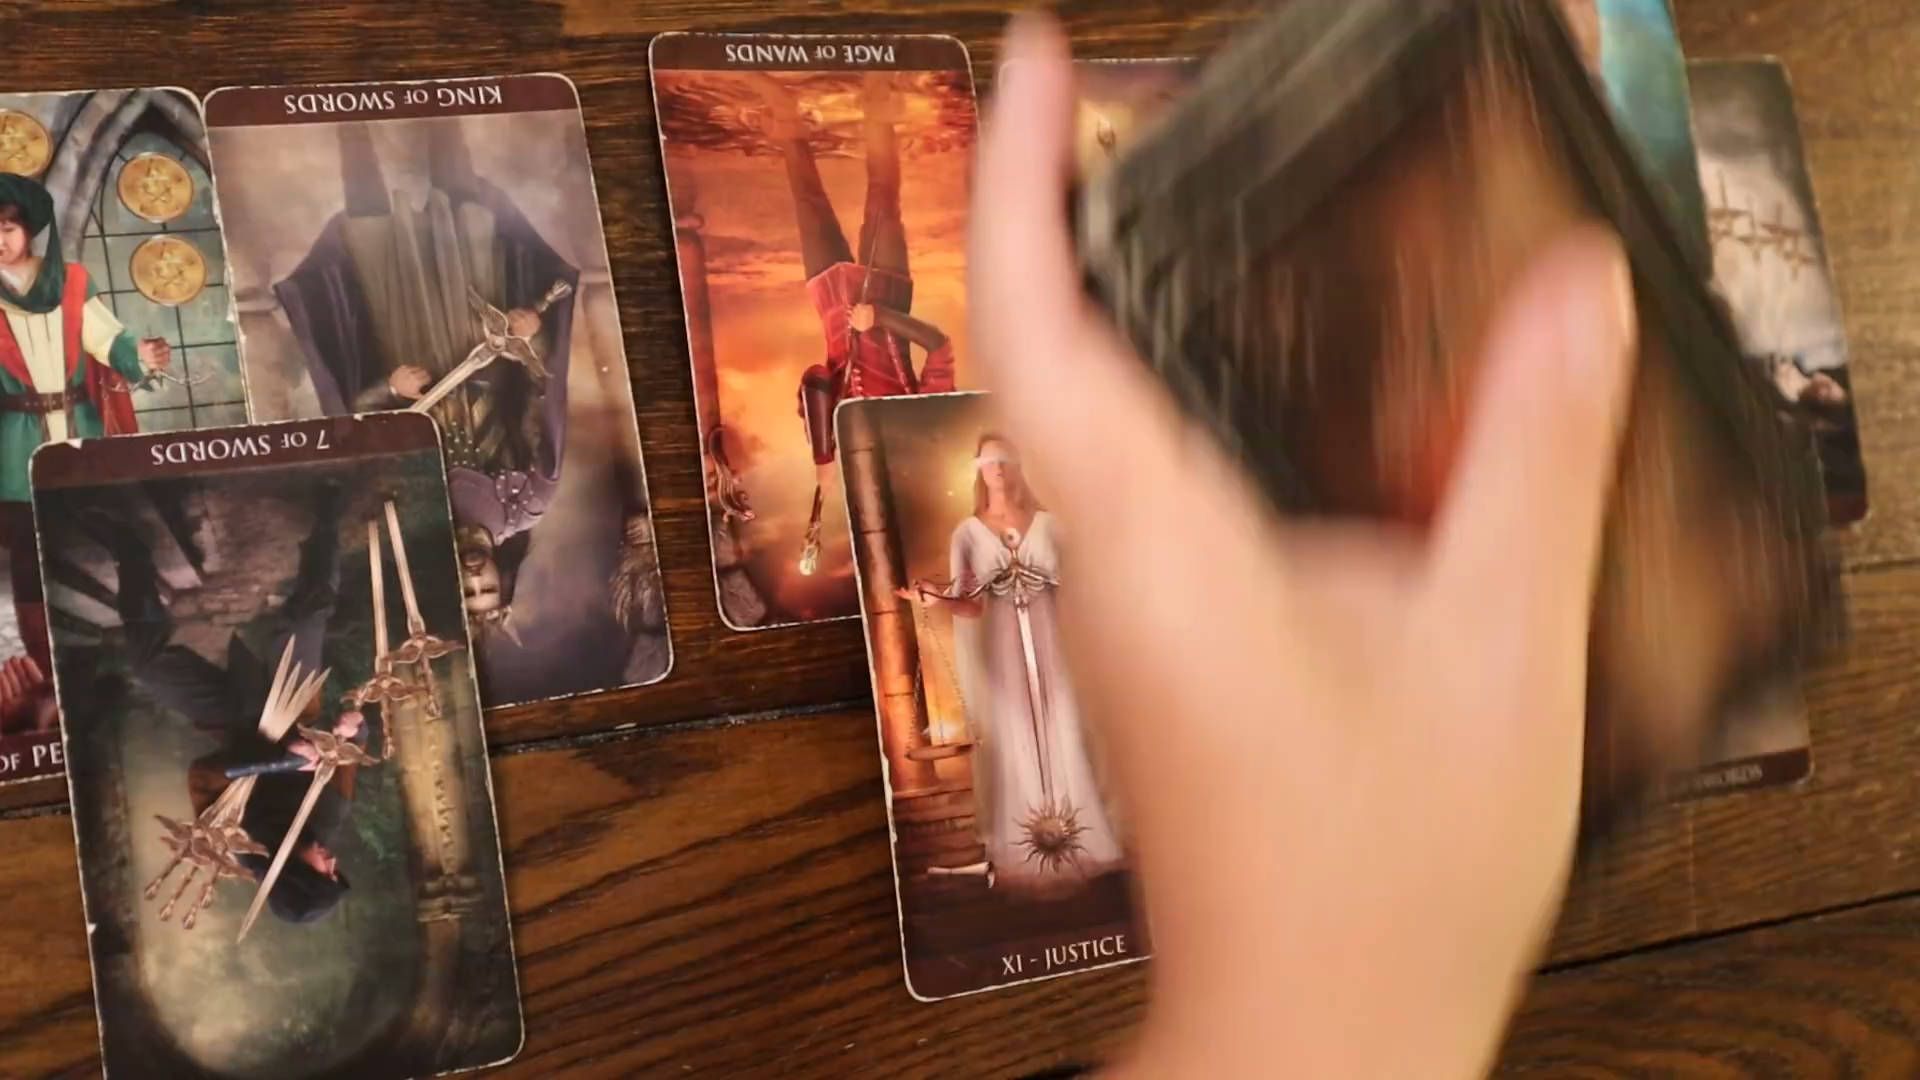 PAGE OF WANDS
KING OF SWORDS
7 OF SWORDS
OF PE
XI - JUSTICE